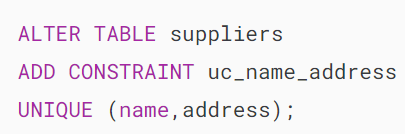 ALTER TABLE suppliers
ADD CONSTRAINT uc_name_address
UNIQUE (name,address);